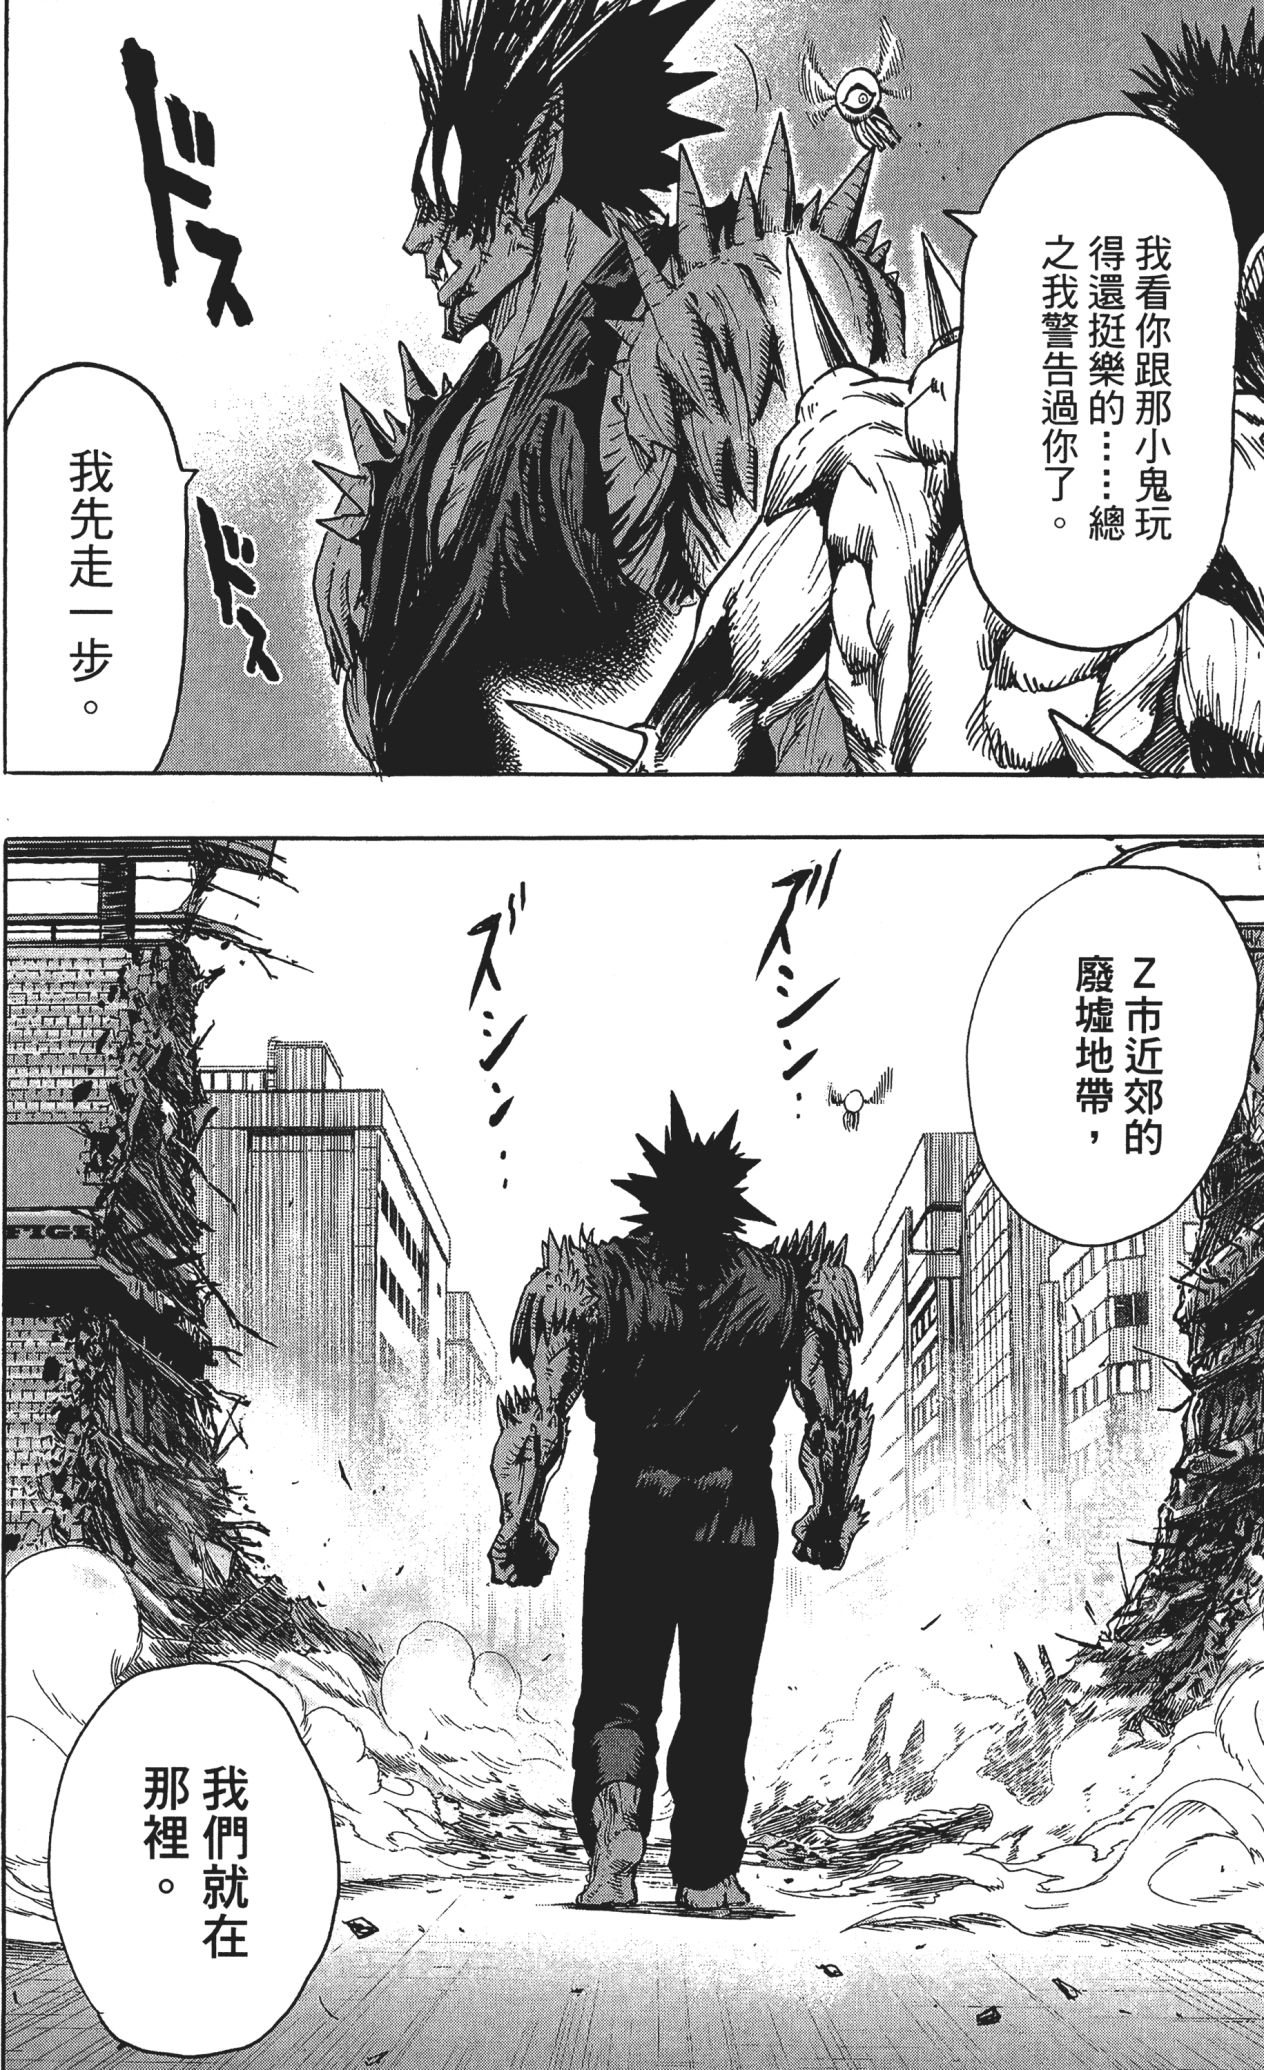 我看你跟那小鬼玩
得還挺樂的⋯⋯總
之我警告過你了。
ドス
我先走一步。
ドス
Z市近郊的
廢墟地帶，
ズシン⋯
ズシン⋯
FIGH
我們就在
那裡。